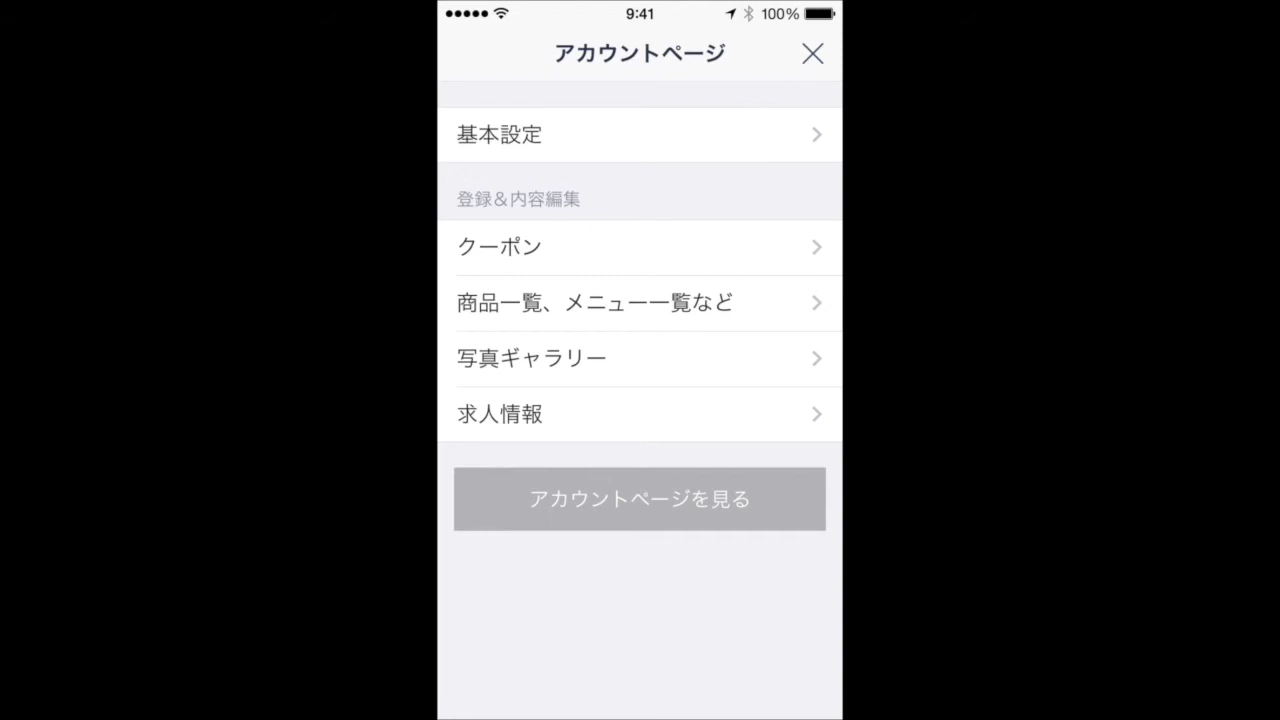 9:41
100%
アカウントページ
基本設定
登録＆内容編集
クーポン
商品一覧、メニュー一覧など
写真ギャラリー
求人情報
アカウントページを見る